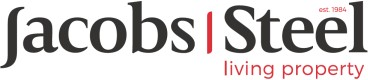 est. 1984
Jacobs | Steel
living property